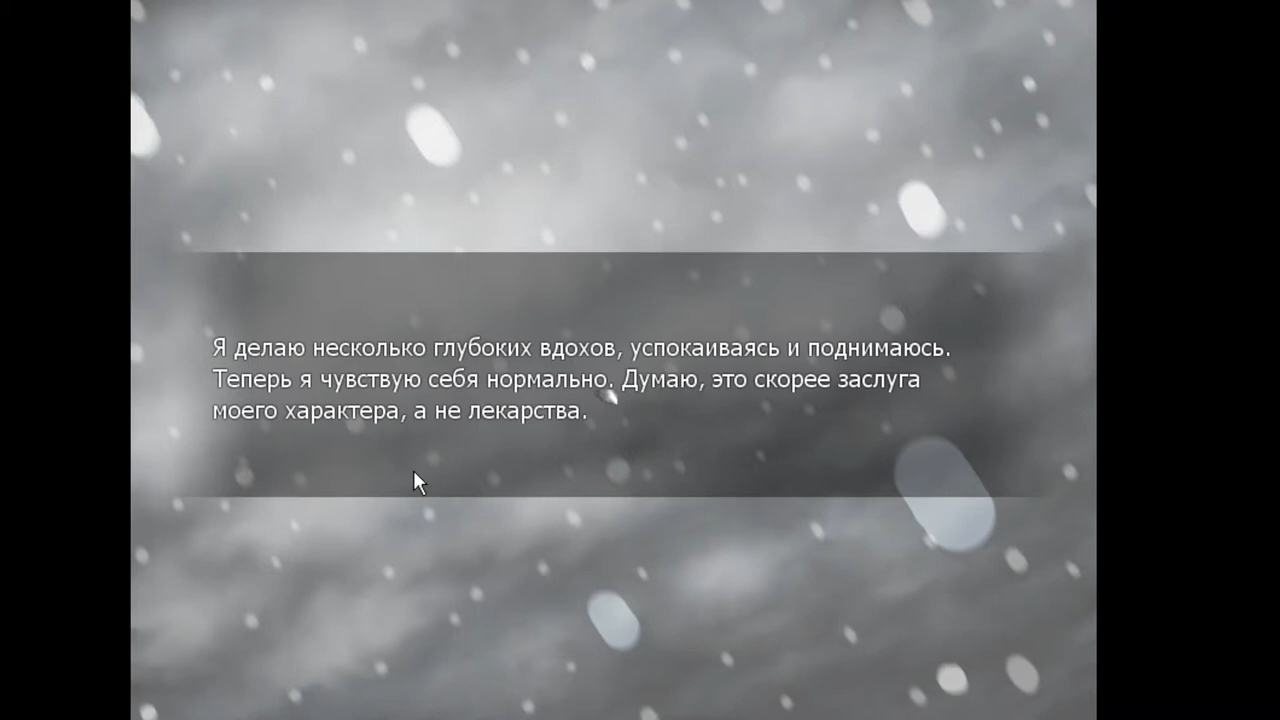 Я делаю несколько глубоких вдохов, успокаиваясь и поднимаюсь.
Теперь я чувствую себя нормально. Думаю, это скорее заслуга
моего характера, а не лекарства.